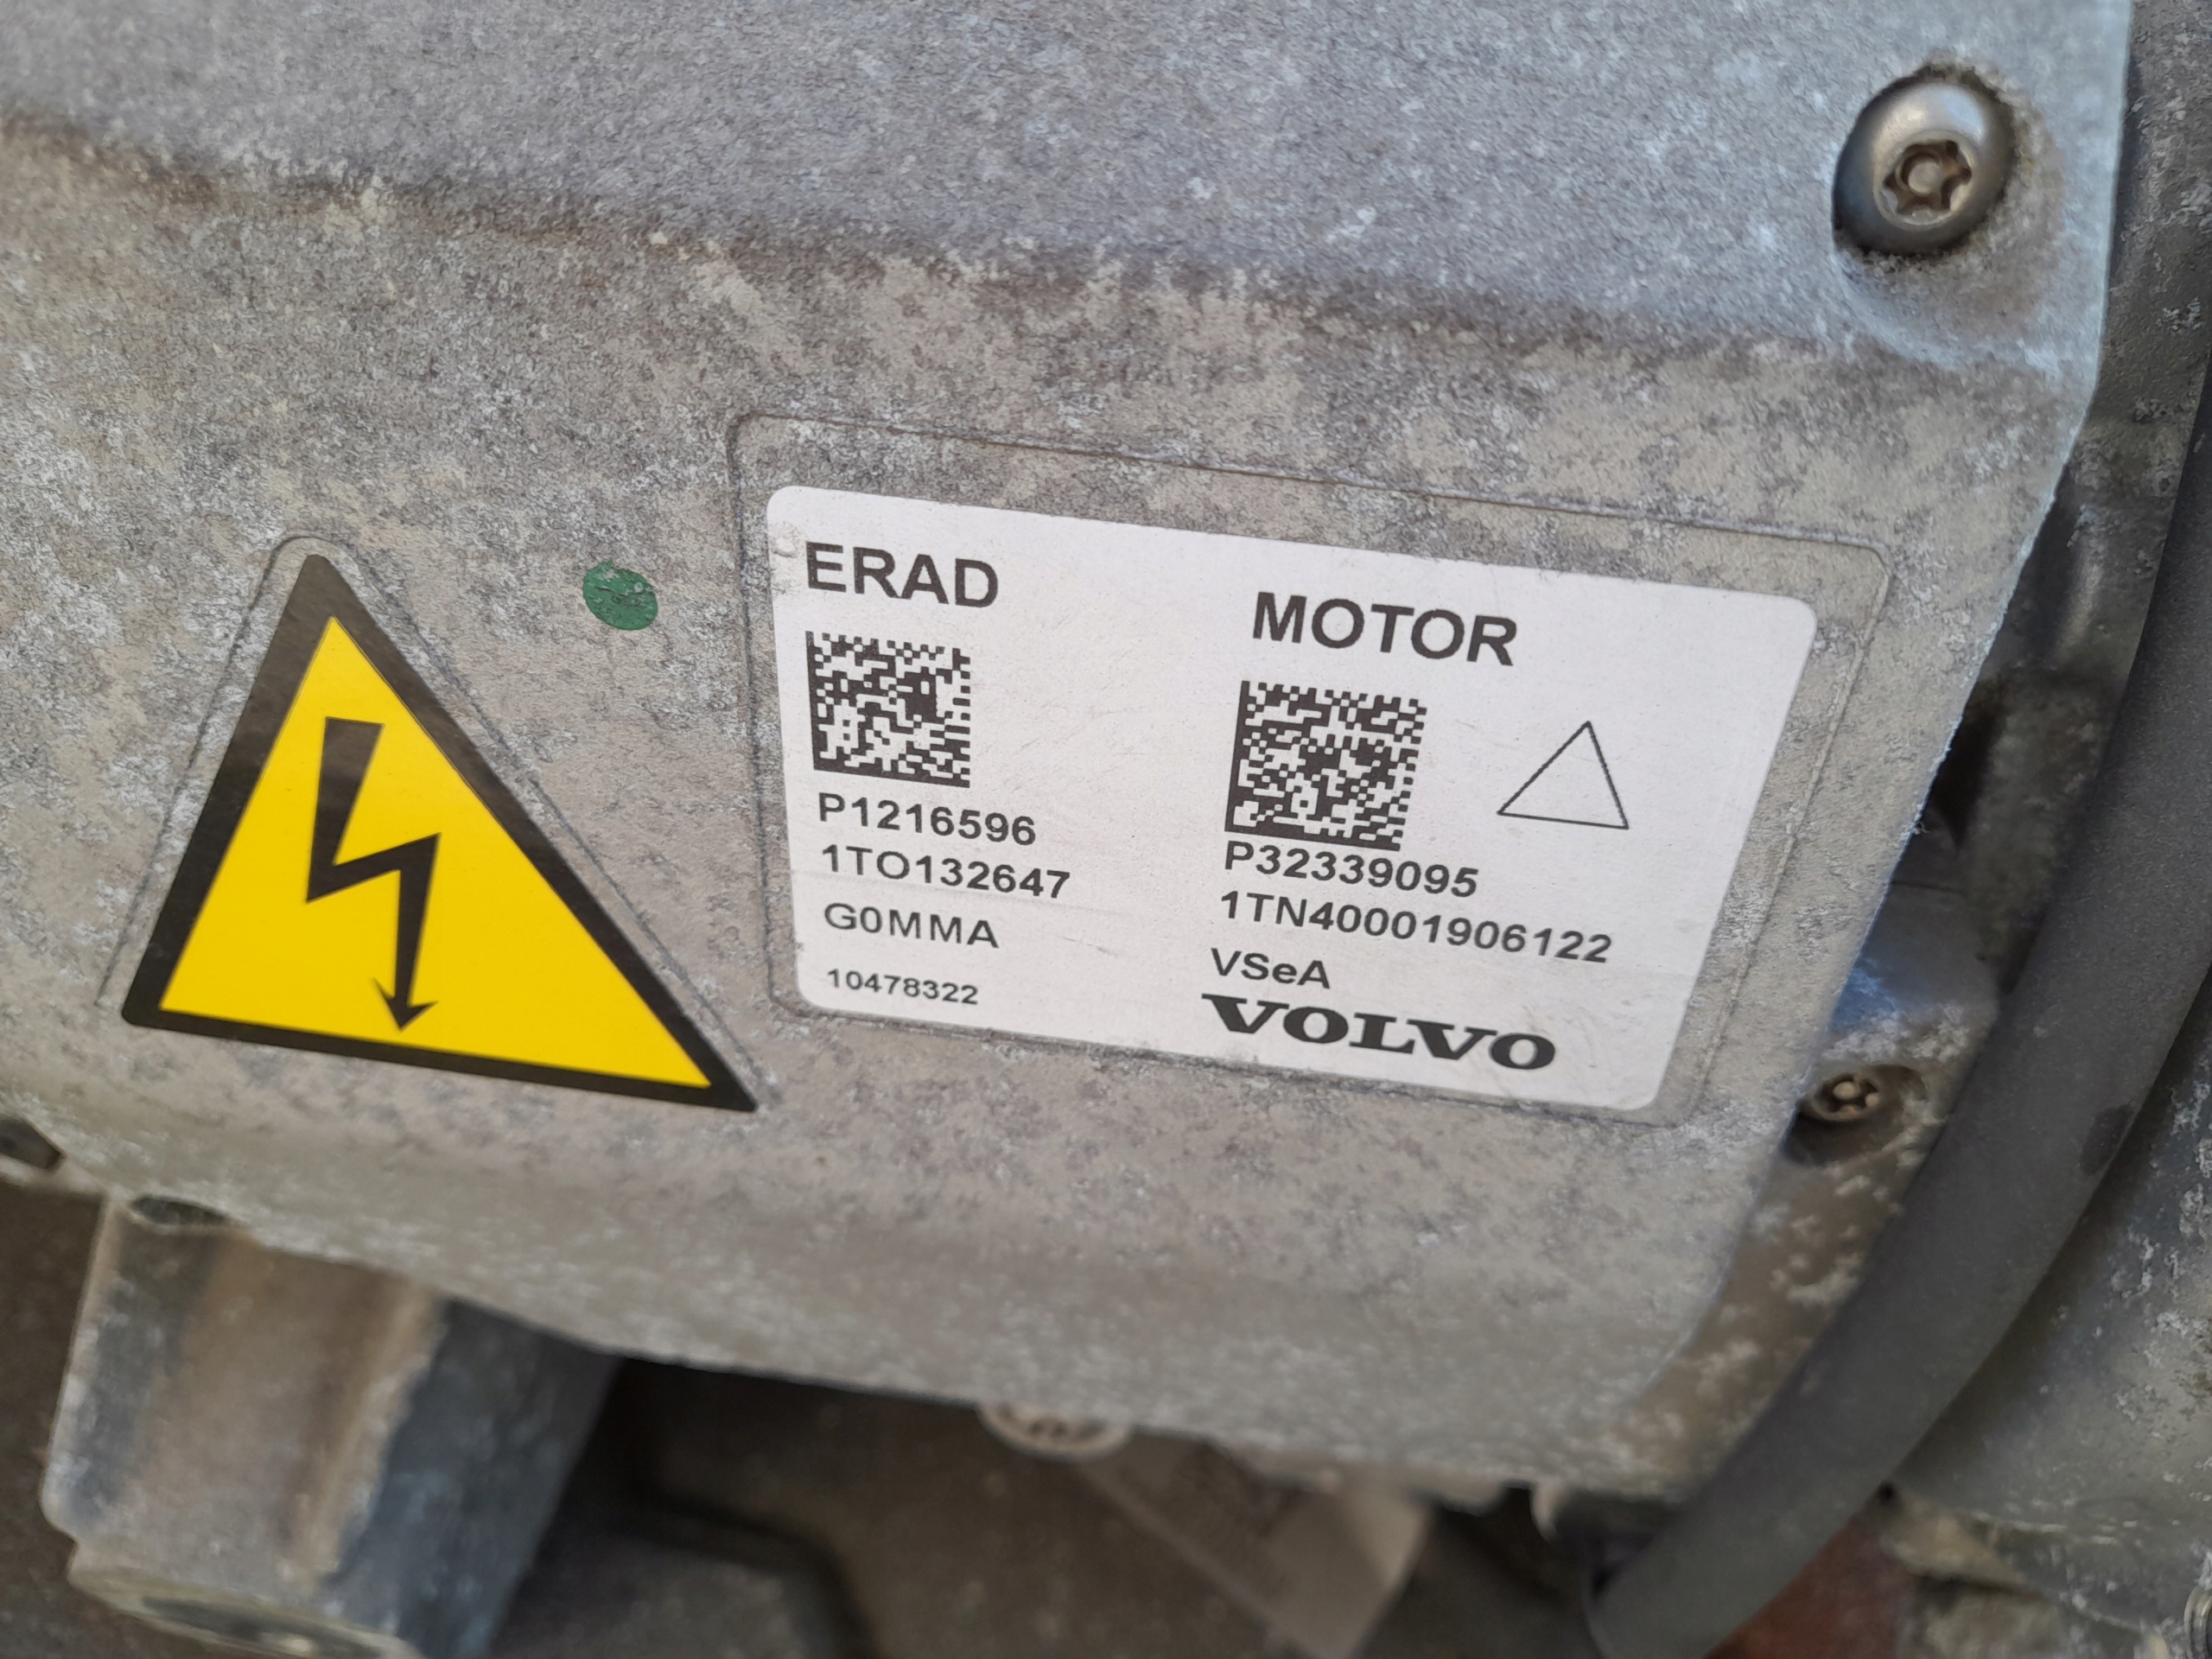 ERAD
P1216596
1TO132647
G0MMA
10478322
MOTOR
P32339095
1TN40001906122
VSeA
VOLVO